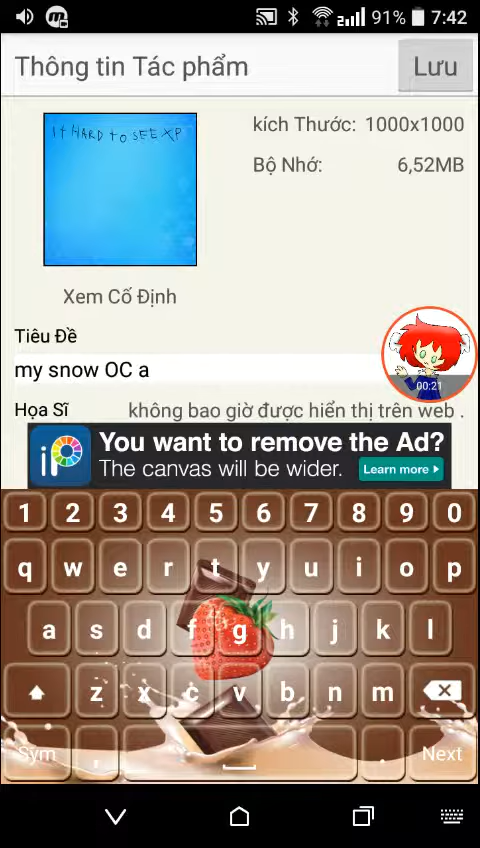 91% 7:42
Thông tin Tác phẩm Lưu
It HARD to SEE XP
kích Thước: 1000x1000
Bộ Nhớ: 6,52MB
Xem Cố Định
Tiêu Đề
my snow OC a
00:21
Họa Sĩ không bao giờ được hiển thị trên web .
iP You want to remove the Ad?
The canvas will be wider. Learn more
1 2 3 4 5 6 7 8 9 0
q w e r t y u i o p
a s d f g h j k l
z x c v b n m
Sym , . Next